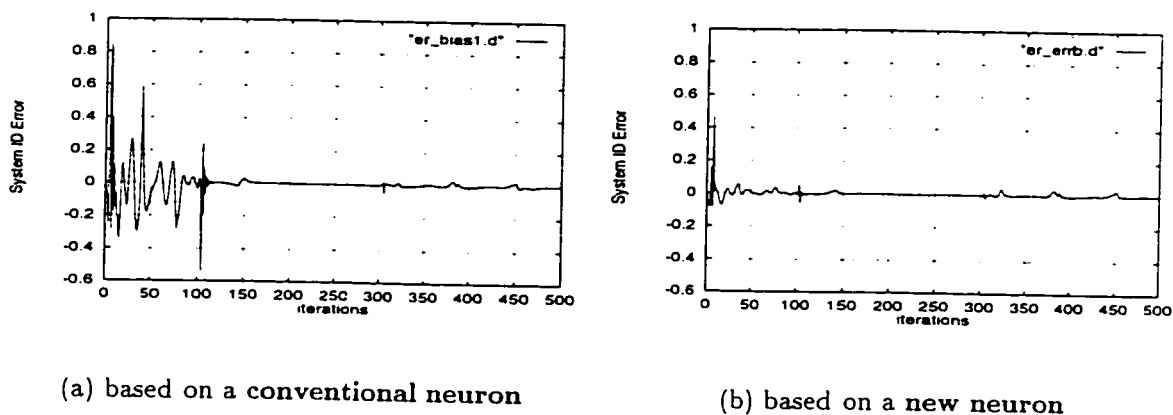 1
0.8
0.6
0.4
0.2
0
-0.2
-0.4
-0.6
System ID Error
"er_bias1.d"
0 50 100 150 200 250 300 350 400 450 500
iterations
(a) based on a conventional neuron
1
0.8
0.6
0.4
0.2
0
-0.2
-0.4
-0.6
System ID Error
"er_errb.d"
0 50 100 150 200 250 300 350 400 450 500
iterations
(b) based on a new neuron